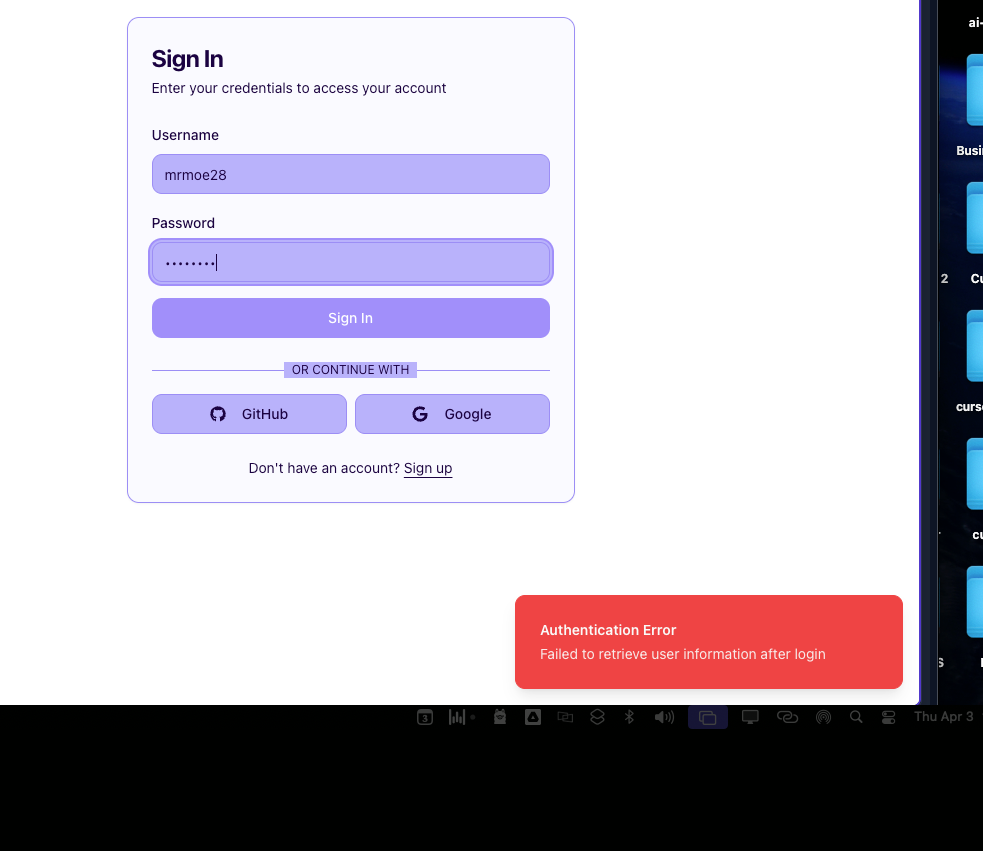 Sign In
Enter your credentials to access your account
Username
mrmoe28
Password
••••••••
Sign In
OR CONTINUE WITH
GitHub
Google
Don't have an account? Sign up
Authentication Error
Failed to retrieve user information after login
3
Thu Apr 3
ai-
Busi
2
Cu
curs
cu
S